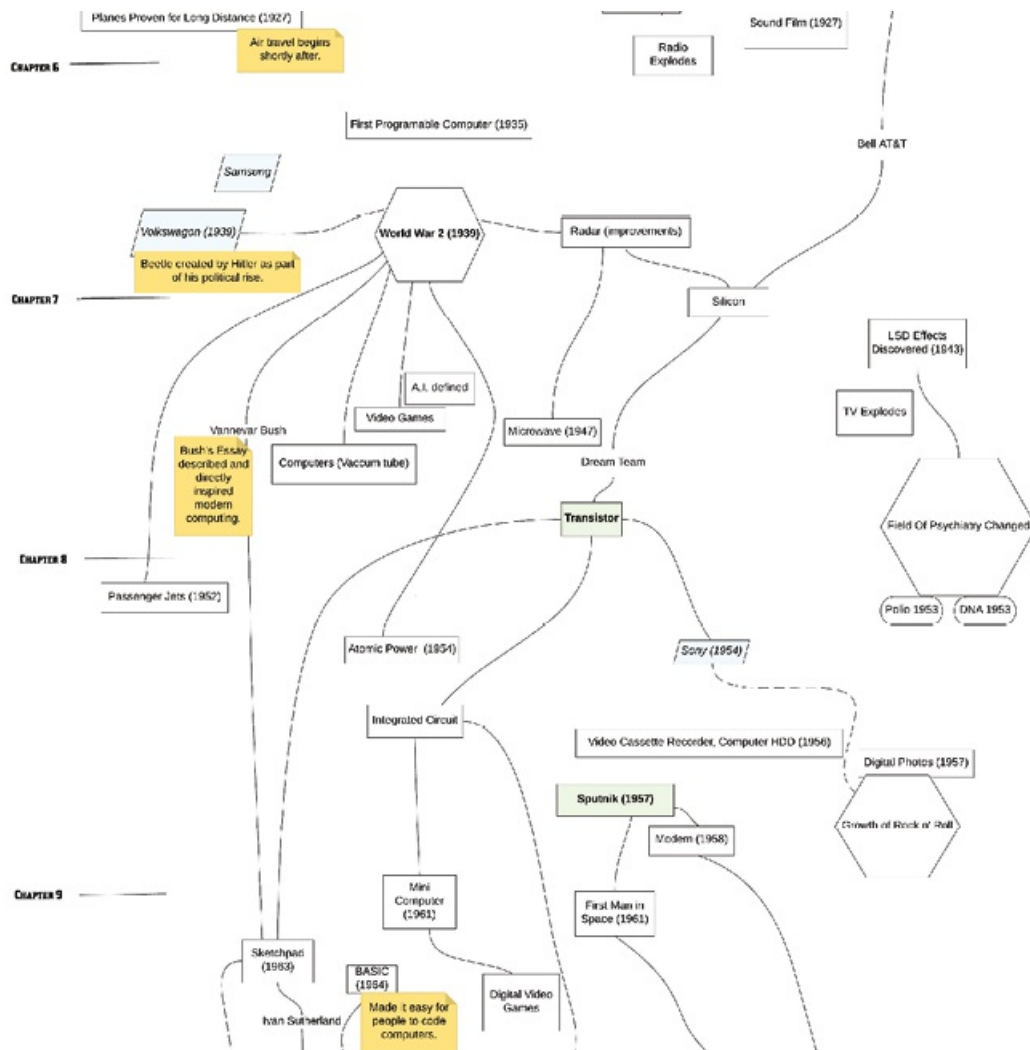 Planes Proven for Long Distance (1927)
Air travel begins
shortly after.
Sound Film (1927)
Radio
Explodes
CHAPTER 6
First Programable Computer (1935)
Bell AT&T
Samsung
Volkswagon (1939)
World War 2 (1939)
Radar (improvements)
Beetle created by Hitler as part
of his political rise.
CHAPTER 7
Silicon
LSD Effects
Discovered (1943)
A.I. defined
Video Games
TV Explodes
Vannevar Bush
Microwave (1947)
Bush's Essay
described and
directly
inspired
modern
computing.
Computers (Vaccum tube)
Dream Team
Transistor
Field Of Psychiatry Changed
CHAPTER 8
Passenger Jets (1952)
Polio 1953
DNA 1953
Atomic Power (1954)
Sony (1954)
Integrated Circuit
Video Cassette Recorder, Computer HDD (1956)
Digital Photos (1957)
Sputnik (1957)
Growth of Rock n' Roll
Modem (1958)
CHAPTER 9
Mini
Computer
(1961)
First Man in
Space (1961)
Sketchpad
(1963)
BASIC
(1964)
Digital Video
Games
Ivan Sutherland
Made it easy for
people to code
computers.